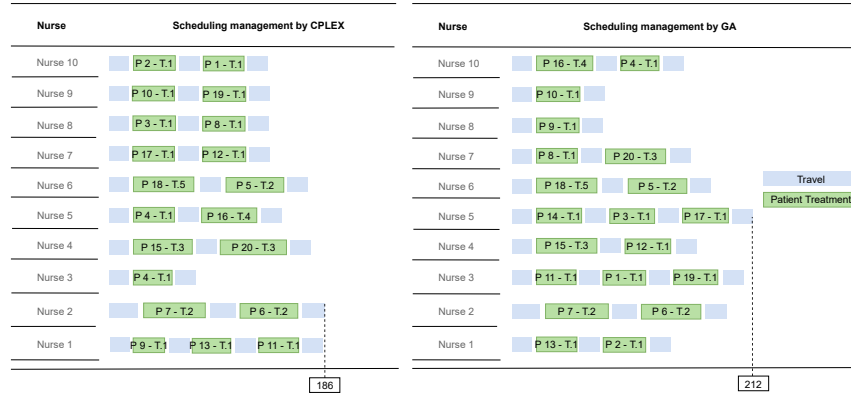 Nurse Scheduling management by CPLEX
Nurse 10 P 2 - T.1 P 1 - T.1
Nurse 9 P 10 - T.1 P 19 - T.1
Nurse 8 P 3 - T.1 P 8 - T.1
Nurse 7 P 17 - T.1 P 12 - T.1
Nurse 6 P 18 - T.5 P 5 - T.2
Nurse 5 P 4 - T.1 P 16 - T.4
Nurse 4 P 15 - T.3 P 20 - T.3
Nurse 3 P 4 - T.1
Nurse 2 P 7 - T.2 P 6 - T.2
Nurse 1 P 9 - T.1 P 13 - T.1 P 11 - T.1
186
Nurse Scheduling management by GA
Nurse 10 P 16 - T.4 P 4 - T.1
Nurse 9 P 10 - T.1
Nurse 8 P 9 - T.1
Nurse 7 P 8 - T.1 P 20 - T.3
Nurse 6 P 18 - T.5 P 5 - T.2
Nurse 5 P 14 - T.1 P 3 - T.1 P 17 - T.1
Nurse 4 P 15 - T.3 P 12 - T.1
Nurse 3 P 11 - T.1 P 1 - T.1 P 19 - T.1
Nurse 2 P 7 - T.2 P 6 - T.2
Nurse 1 P 13 - T.1 P 2 - T.1
212
Travel
Patient Treatment